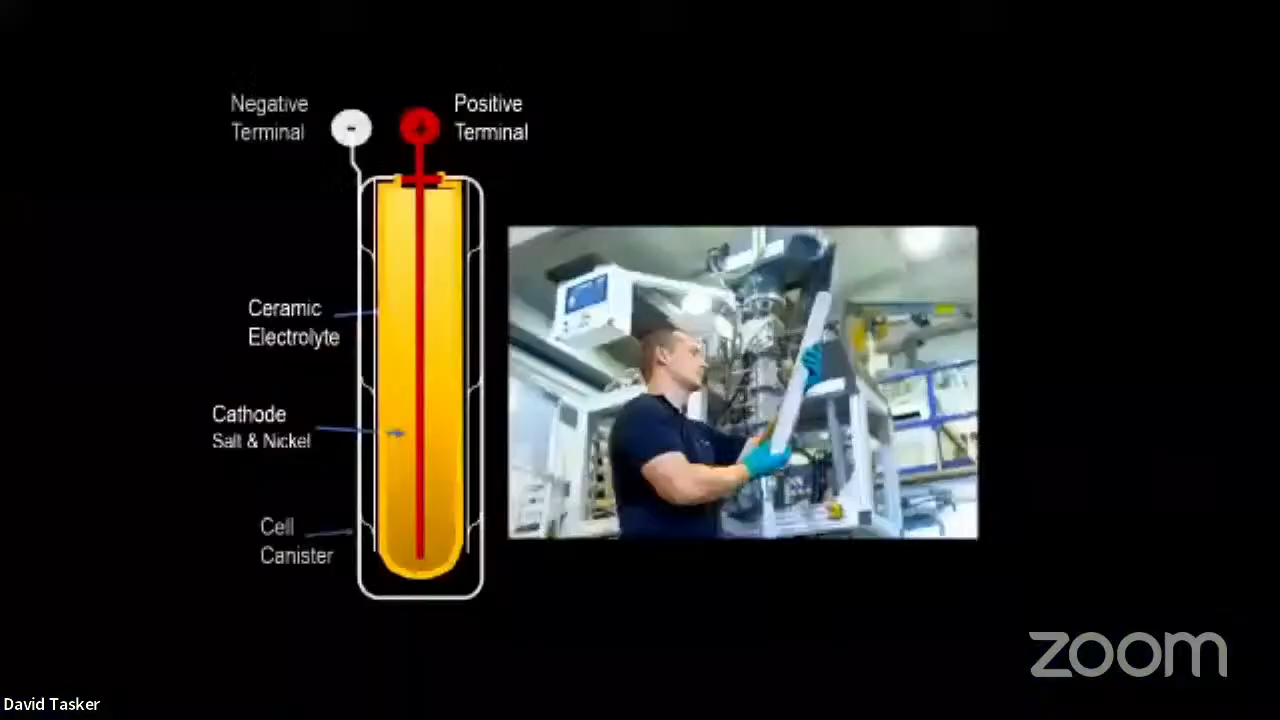 Negative
Terminal
-
+
Positive
Terminal
Ceramic
Electrolyte
Cathode
Salt & Nickel
Cell
Canister
zoom
David Tasker